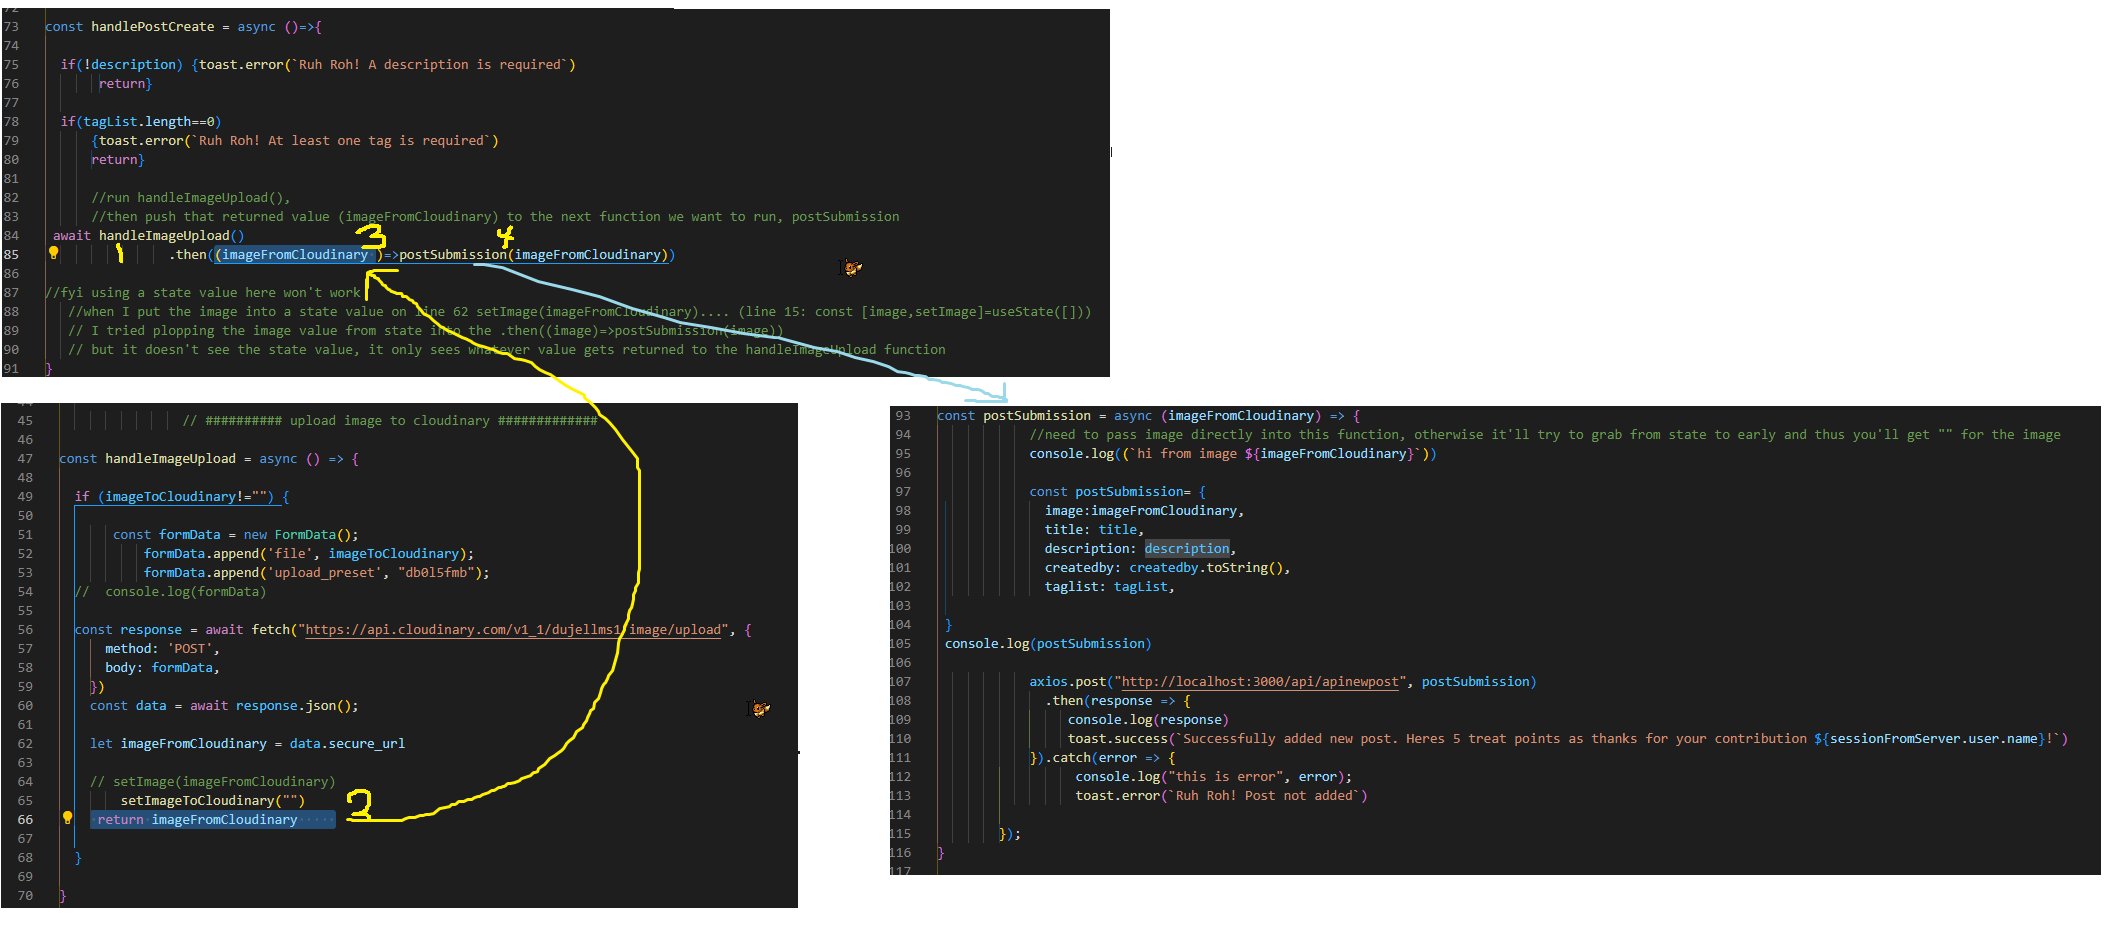 72
73 const handlePostCreate = async ()=>{
74
75 if(!description) {toast.error(`Ruh Roh! A description is required`)
76 return}
77
78 if(tagList.length==0)
79 {toast.error(`Ruh Roh! At least one tag is required`)
80 return}
81
82 //run handleImageUpload(),
83 //then push that returned value (imageFromCloudinary) to the next function we want to run, postSubmission
84 await handleImageUpload()
3 4
85 .then((imageFromCloudinary )=>postSubmission(imageFromCloudinary))
1
86
87 //fyi using a state value here won't work
88 //when I put the image into a state value on line 62 setImage(imageFromCloudinary).... (line 15: const [image,setImage]=useState([]))
89 // I tried plopping the image value from state into the .then((image)=>postSubmission(image))
90 // but it doesn't see the state value, it only sees whatever value gets returned to the handleImageUpload function
91 }
45 // ########## upload image to cloudinary #############
46
47 const handleImageUpload = async () => {
48
49 if (imageToCloudinary!="") {
50
51 const formData = new FormData();
52 formData.append('file', imageToCloudinary);
53 formData.append('upload_preset', "db0l5fmb");
54 // console.log(formData)
55
56 const response = await fetch("https://api.cloudinary.com/v1_1/dujellms1/image/upload", {
57 method: 'POST',
58 body: formData,
59 })
60 const data = await response.json();
61
62 let imageFromCloudinary = data.secure_url
63
64 // setImage(imageFromCloudinary)
65 setImageToCloudinary("")
66 return imageFromCloudinary
2
67
68 }
69
70 }
93 const postSubmission = async (imageFromCloudinary) => {
94 //need to pass image directly into this function, otherwise it'll try to grab from state to early and thus you'll get "" for the image
95 console.log((`hi from image ${imageFromCloudinary}`))
96
97 const postSubmission= {
98 image:imageFromCloudinary,
99 title: title,
100 description: description,
101 createdby: createdby.toString(),
102 taglist: tagList,
103
104 }
105 console.log(postSubmission)
106
107 axios.post("http://localhost:3000/api/apinewpost", postSubmission)
108 .then(response => {
109 console.log(response)
110 toast.success(`Successfully added new post. Heres 5 treat points as thanks for your contribution ${sessionFromServer.user.name}!`)
111 }).catch(error => {
112 console.log("this is error", error);
113 toast.error(`Ruh Roh! Post not added`)
114
115 });
116 }
117